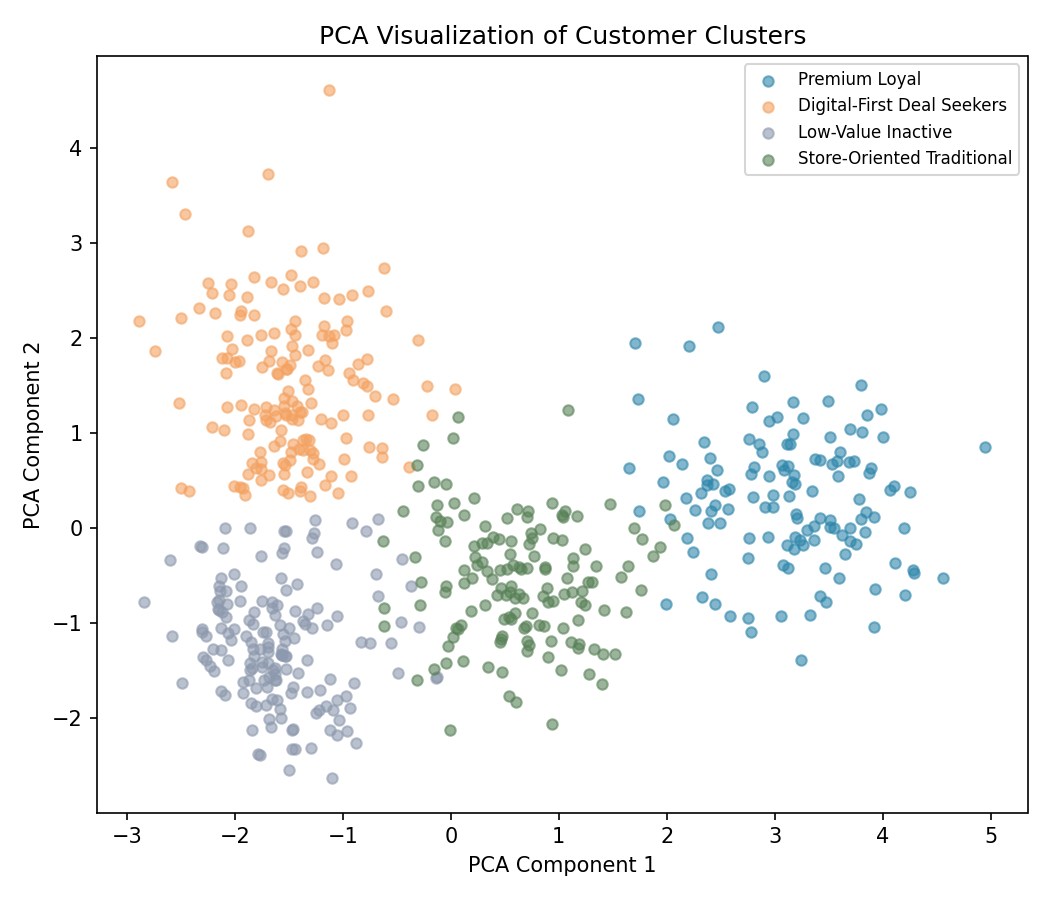 PCA Visualization of Customer Clusters
Premium Loyal
Digital-First Deal Seekers
Low-Value Inactive
Store-Oriented Traditional
PCA Component 2
4
3
2
1
0
−1
−2
−3
−2
−1
0
1
2
3
4
5
PCA Component 1